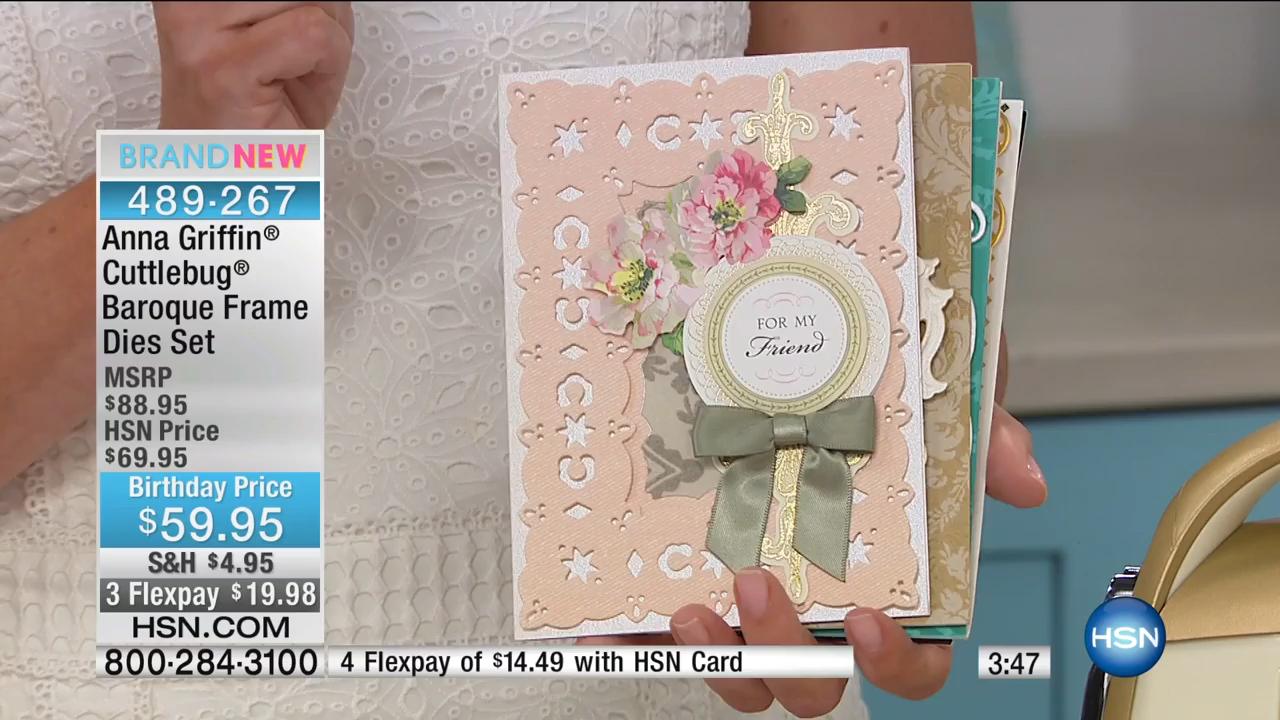 BRAND NEW
489-267
Anna Griffin®
Cuttlebug®
Baroque Frame
Dies Set
MSRP
$88.95
HSN Price
$69.95
Birthday Price
$59.95
S&H $4.95
3 Flexpay $19.98
HSN.COM
800·284·3100
4 Flexpay of $14.49 with HSN Card
3:47
HSN
FOR MY
Friend